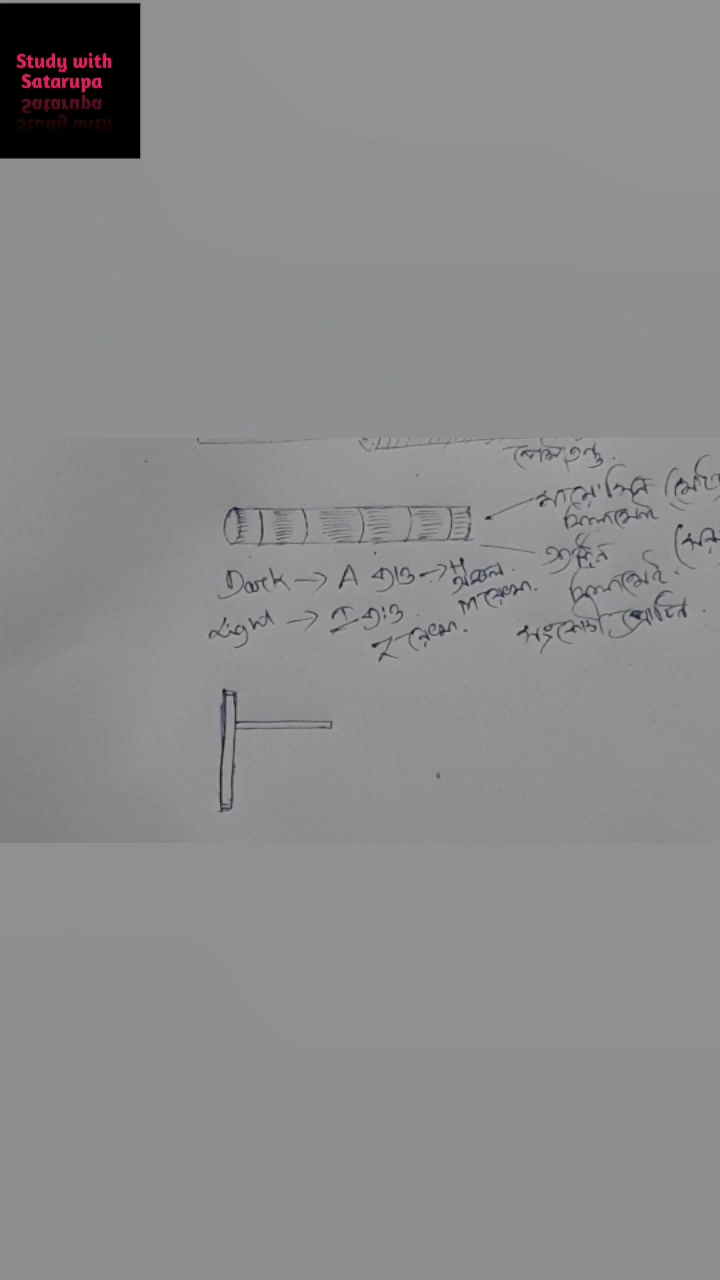 Study with
Satarupa
পেশীতন্তু.
মায়োসিন (মোটা
ফিলামেন্ট
অ্যাক্টিন (সরু
ফিলামেন্ট.
সংকোচী প্রোটিন.
Dark → A ব্যান্ড → H অঞ্চল.
M রেখা.
Light → I ব্যান্ড
Z রেখা.